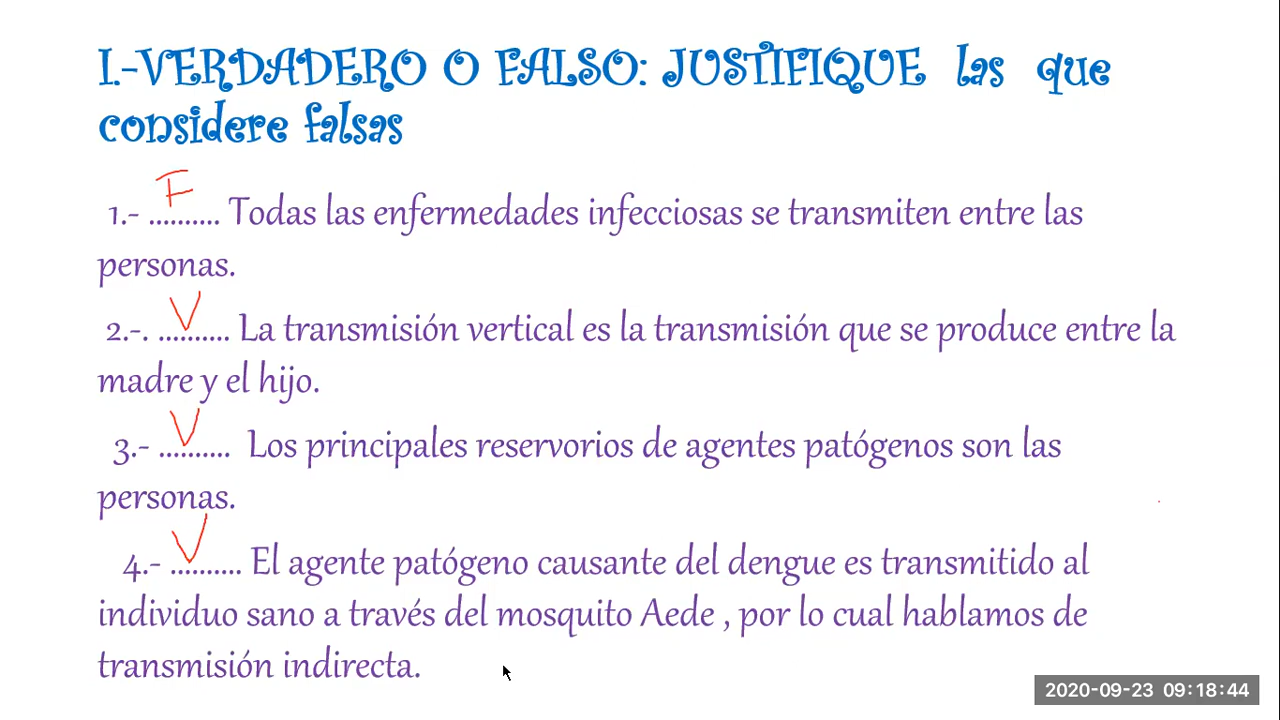 I.-VERDADERO O FALSO: JUSTIFIQUE las que
considere falsas
F
1.- .......... Todas las enfermedades infecciosas se transmiten entre las
personas.
V
2.-. .......... La transmisión vertical es la transmisión que se produce entre la
madre y el hijo.
V
3.- .......... Los principales reservorios de agentes patógenos son las
personas.
V
4.- .......... El agente patógeno causante del dengue es transmitido al
individuo sano a través del mosquito Aede , por lo cual hablamos de
transmisión indirecta.
2020-09-23 09:18:44